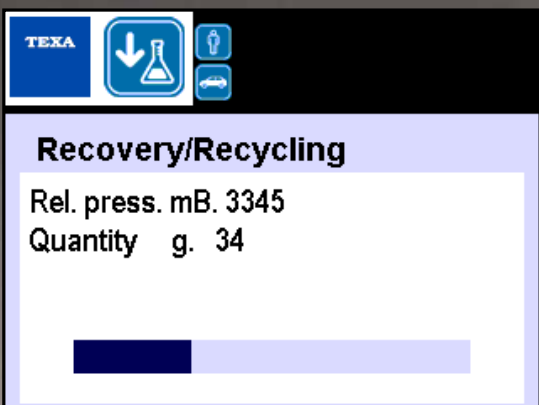 TEXA
Recovery/Recycling
Rel. press. mB. 3345
Quantity g. 34